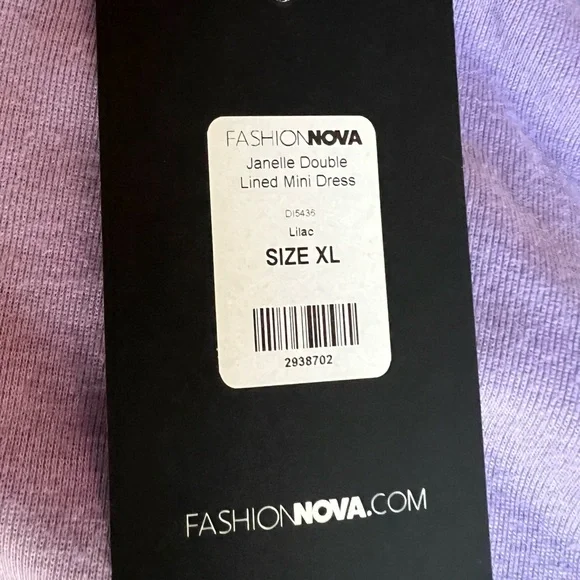 FASHIONNOVA
Janelle Double
Lined Mini Dress
DI5436
Lilac
SIZE XL
2938702
FASHIONNOVA.COM